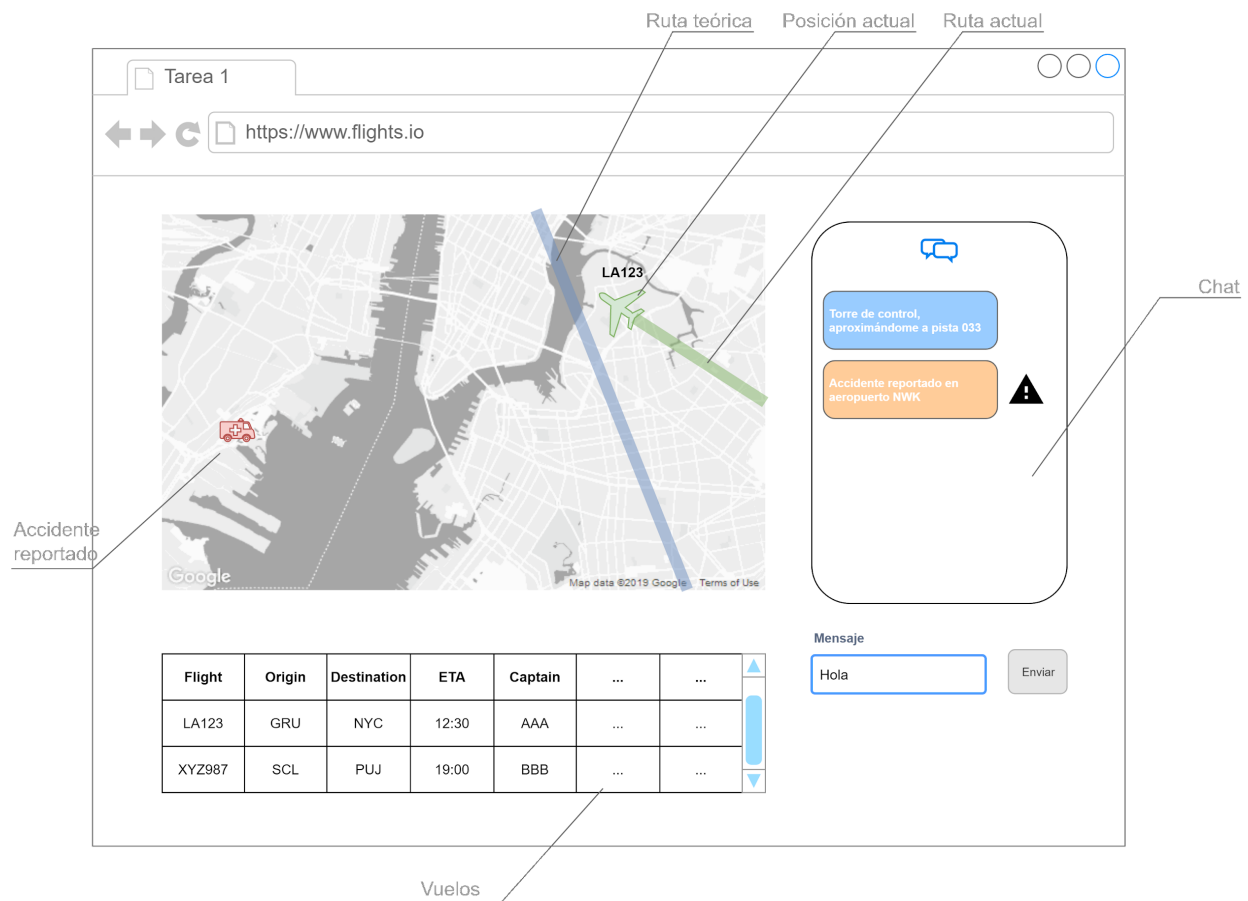 Ruta teórica
Posición actual
Ruta actual
Tarea 1
https://www.flights.io
LA123
Chat
Torre de control,
aproximándome a pista 033
Accidente reportado en
aeropuerto NWK
Accidente
reportado
Google
Map data ©2019 Google
Terms of Use
Mensaje
Hola
Enviar
Flight Origin Destination ETA Captain ... ...
LA123 GRU NYC 12:30 AAA ... ...
XYZ987 SCL PUJ 19:00 BBB ... ...
Vuelos